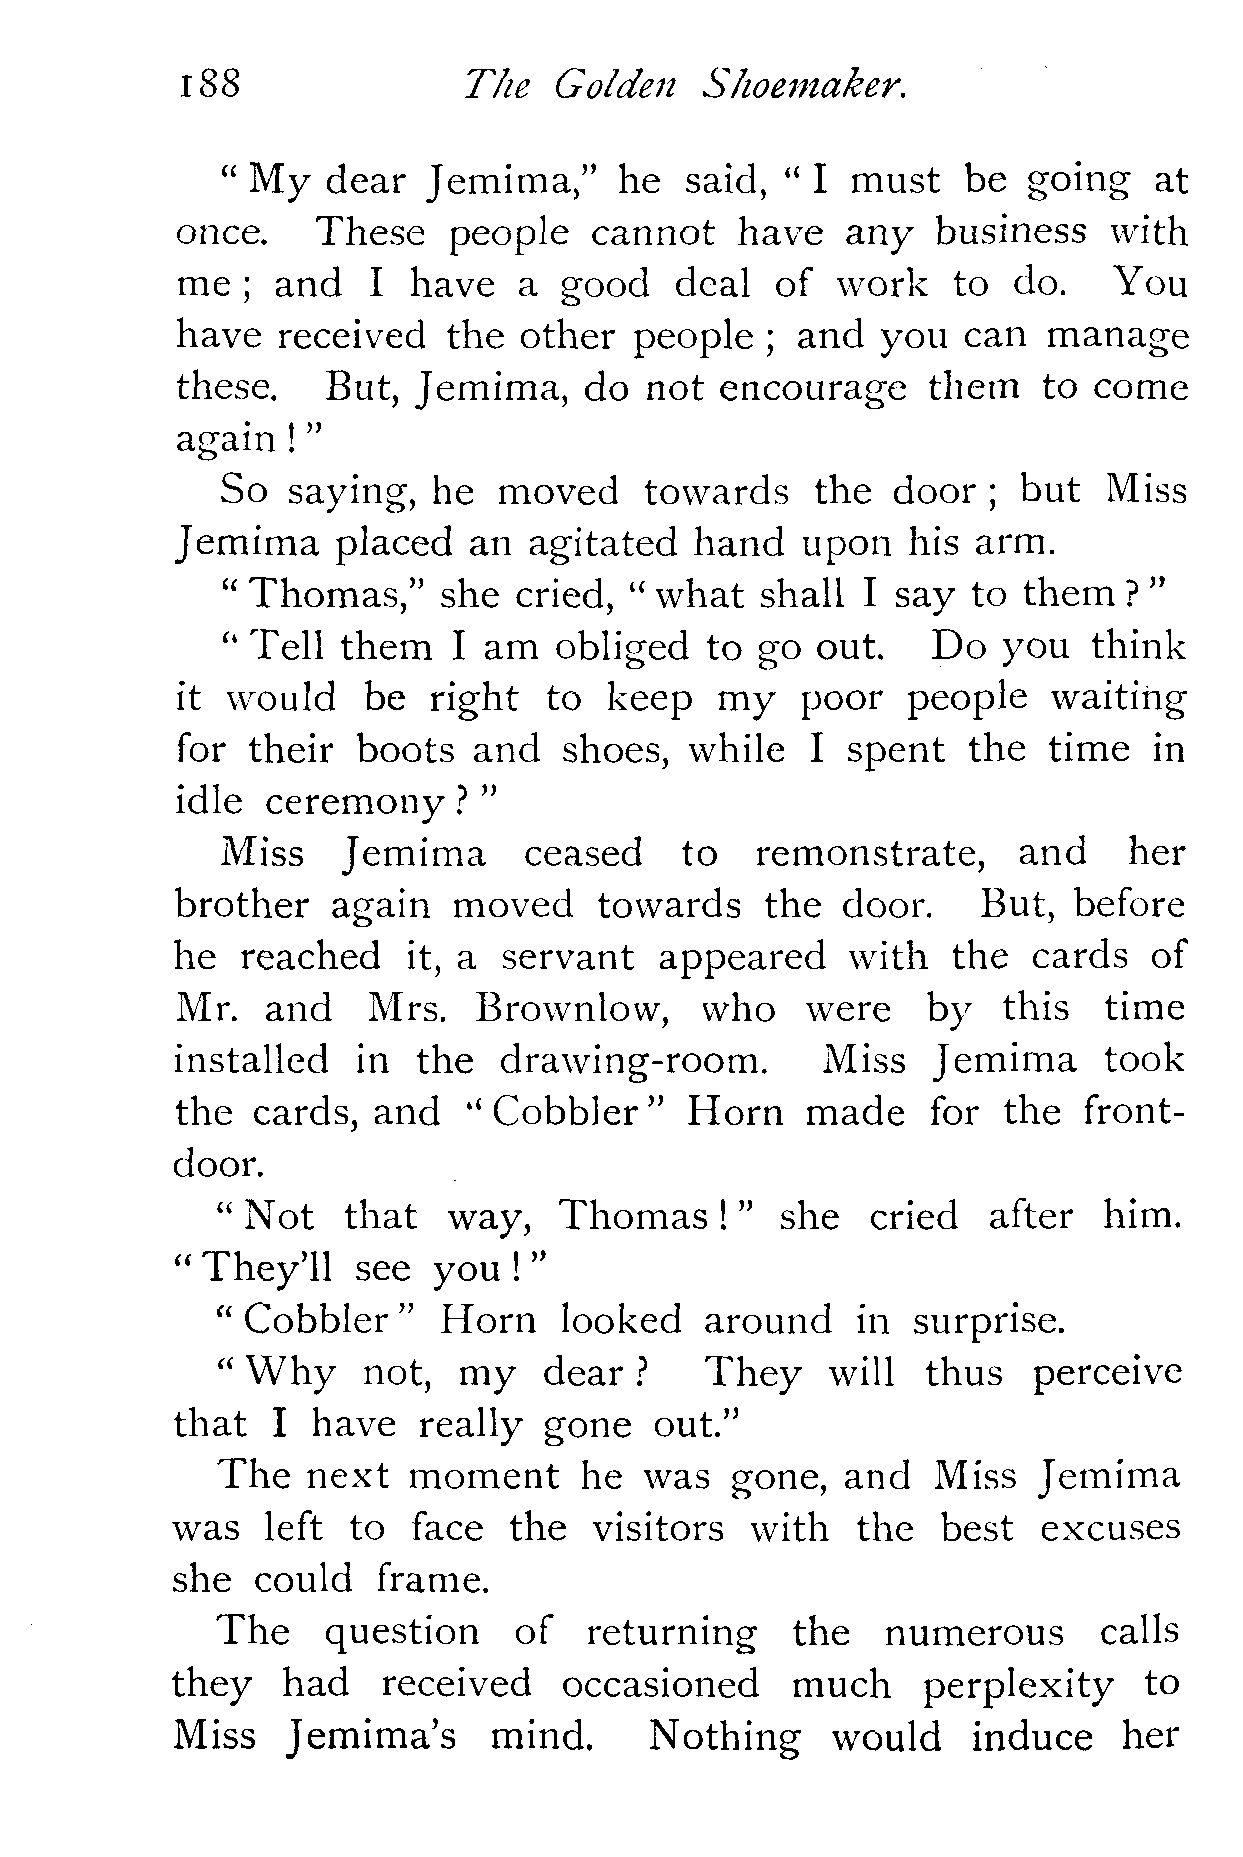 188 The Golden Shoemaker.
“ My dear Jemima,” he said, “ I must be going at
once. These people cannot have any business with
me ; and I have a good deal of work to do. You
have received the other people ; and you can manage
these. But, Jemima, do not encourage them to come
again ! ”
So saying, he moved towards the door ; but Miss
Jemima placed an agitated hand upon his arm.
“ Thomas,” she cried, “ what shall I say to them ? ”
“ Tell them I am obliged to go out. Do you think
it would be right to keep my poor people waiting
for their boots and shoes, while I spent the time in
idle ceremony ? ”
Miss Jemima ceased to remonstrate, and her
brother again moved towards the door. But, before
he reached it, a servant appeared with the cards of
Mr. and Mrs. Brownlow, who were by this time
installed in the drawing-room. Miss Jemima took
the cards, and “ Cobbler ” Horn made for the front-
door.
“ Not that way, Thomas ! ” she cried after him.
“ They’ll see you ! ”
“ Cobbler ” Horn looked around in surprise.
“ Why not, my dear ? They will thus perceive
that I have really gone out.”
The next moment he was gone, and Miss Jemima
was left to face the visitors with the best excuses
she could frame.
The question of returning the numerous calls
they had received occasioned much perplexity to
Miss Jemima’s mind. Nothing would induce her